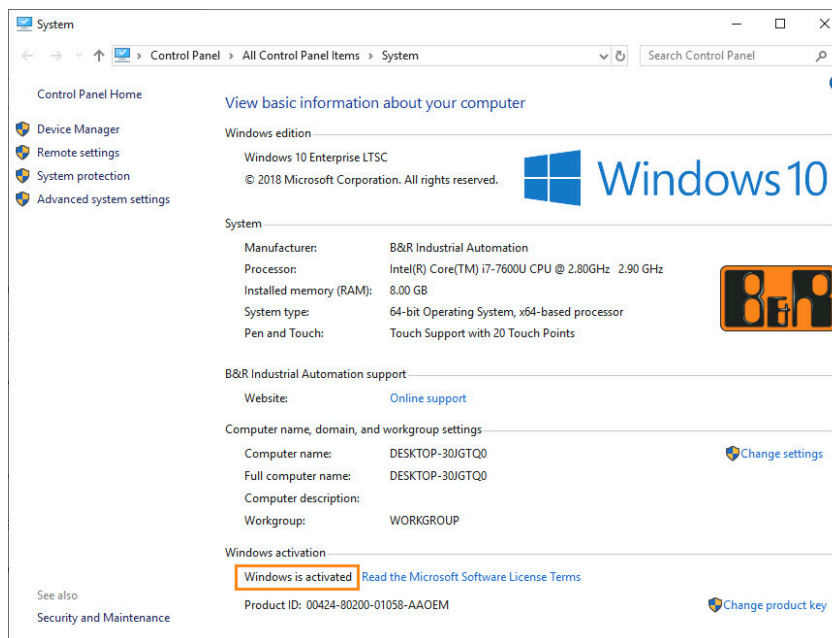 System
Control Panel > All Control Panel Items > System
Search Control Panel
Control Panel Home
Device Manager
Remote settings
System protection
Advanced system settings
See also
Security and Maintenance
View basic information about your computer
Windows edition
Windows 10 Enterprise LTSC
© 2018 Microsoft Corporation. All rights reserved.
Windows 10
System
Manufacturer: B&R Industrial Automation
Processor: Intel(R) Core(TM) i7-7600U CPU @ 2.80GHz 2.90 GHz
Installed memory (RAM): 8.00 GB
System type: 64-bit Operating System, x64-based processor
Pen and Touch: Touch Support with 20 Touch Points
B&R
B&R Industrial Automation support
Website: Online support
Computer name, domain, and workgroup settings
Computer name: DESKTOP-30JGTQ0 Change settings
Full computer name: DESKTOP-30JGTQ0
Computer description:
Workgroup: WORKGROUP
Windows activation
Windows is activated Read the Microsoft Software License Terms
Product ID: 00424-80200-01058-AAOEM Change product key